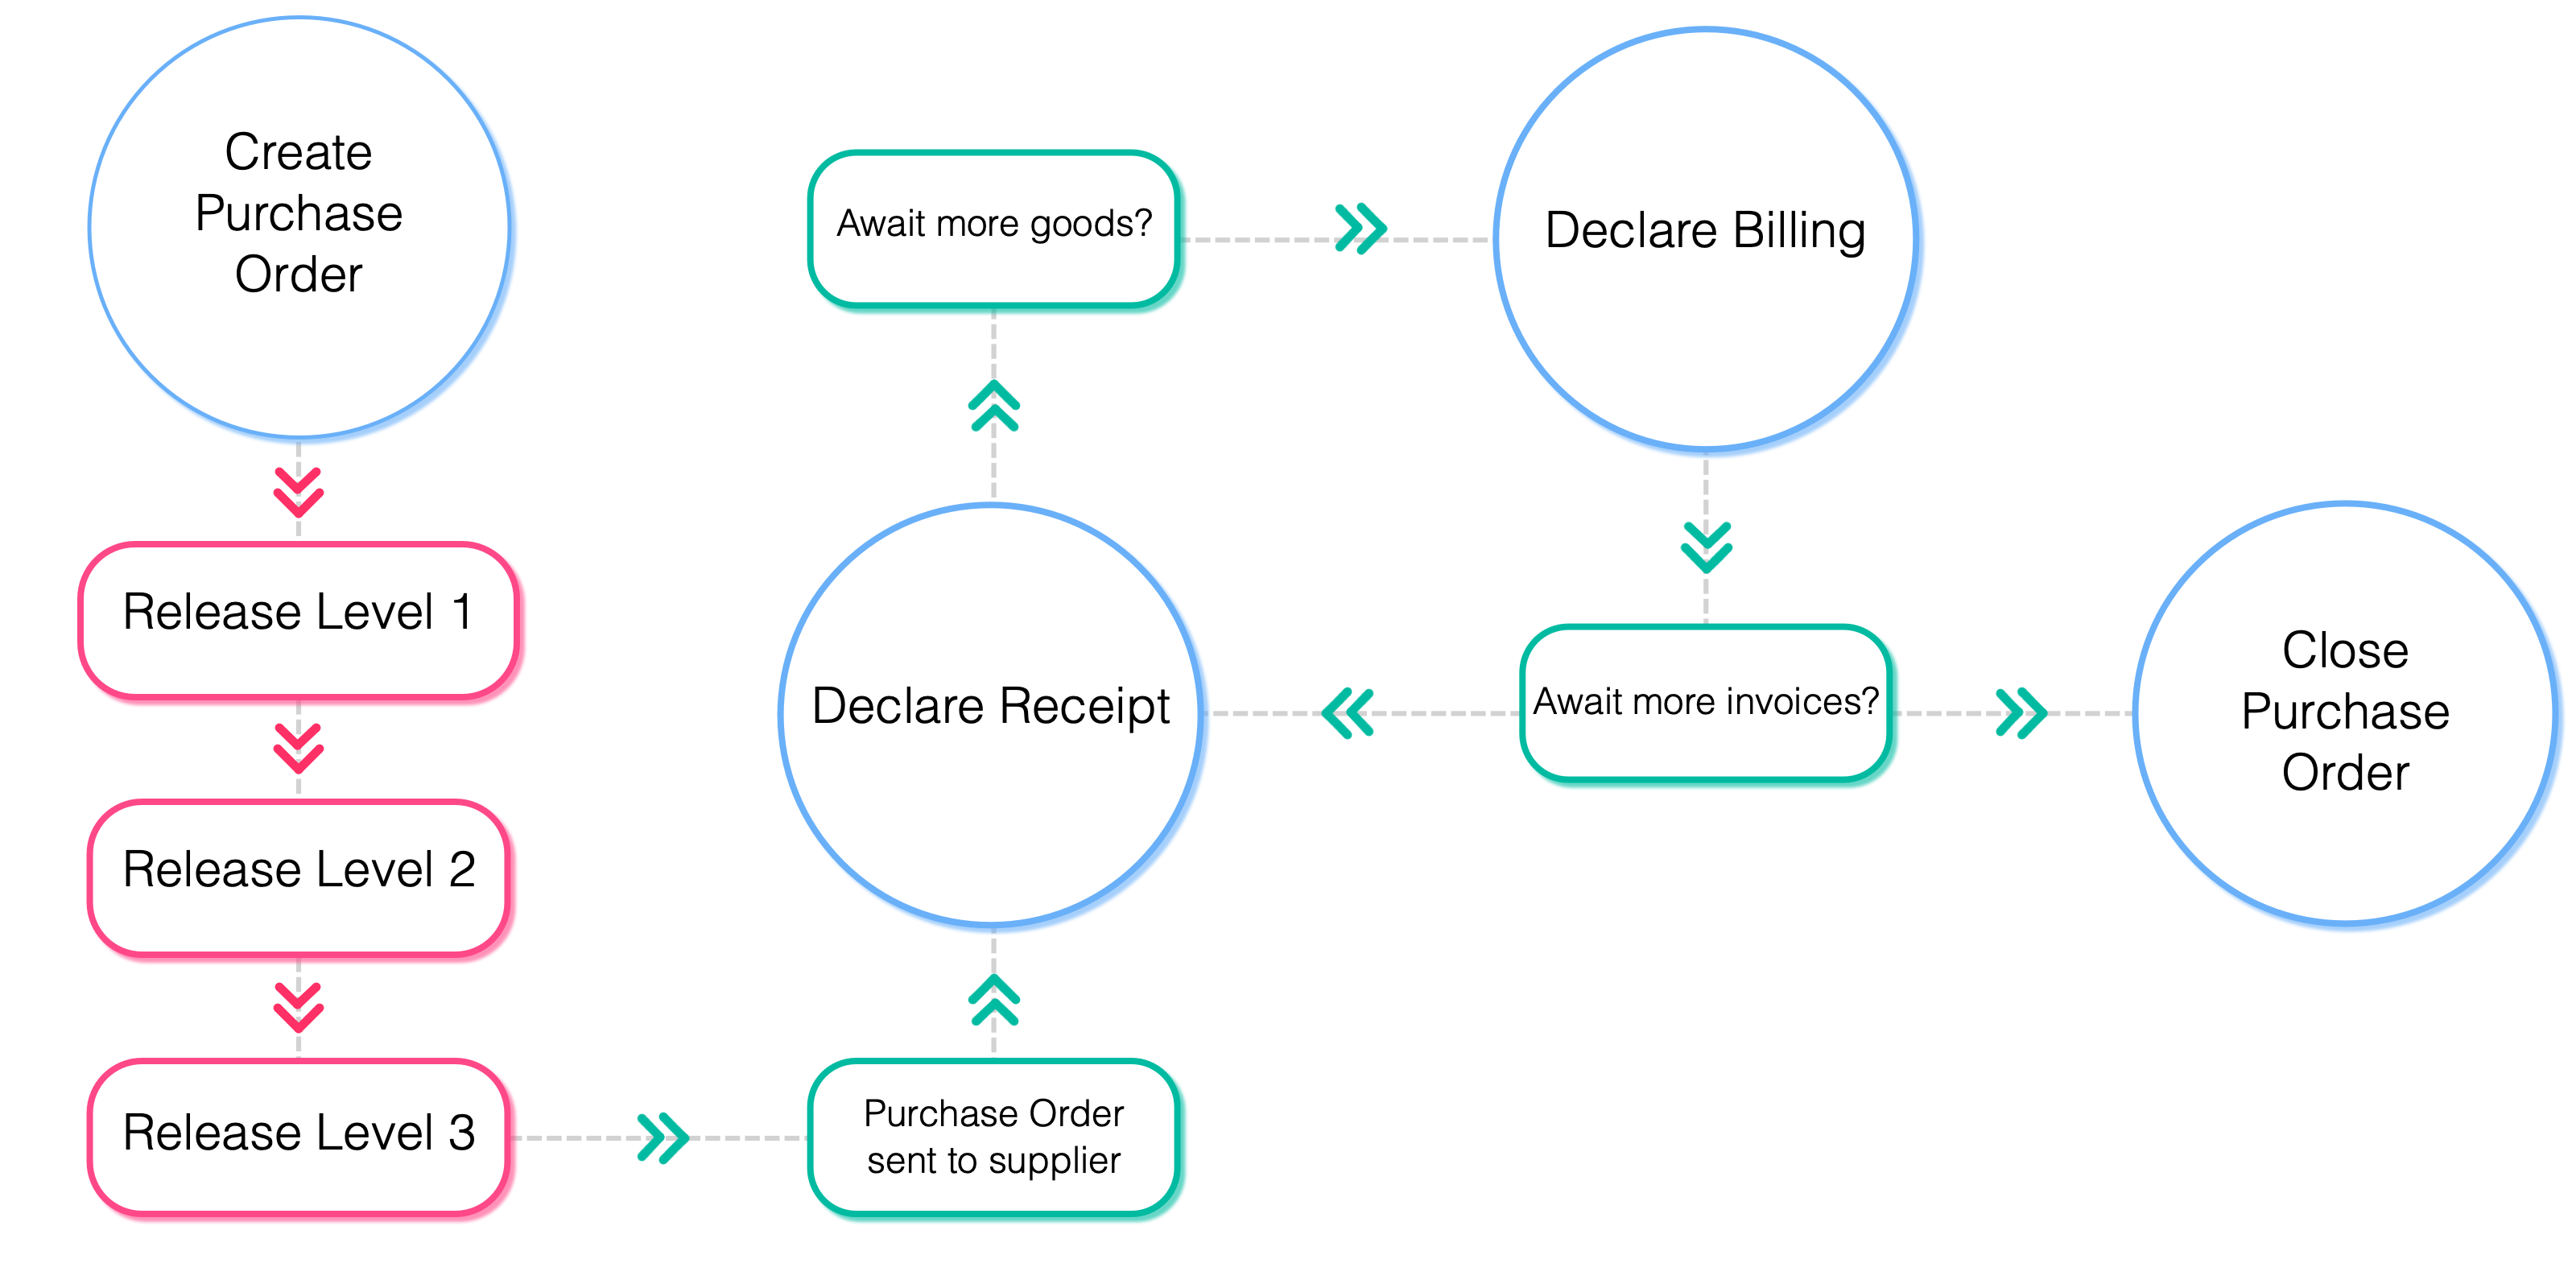 Create
Purchase
Order
Release Level 1
Release Level 2
Release Level 3
Purchase Order
sent to supplier
Declare Receipt
Await more goods?
Declare Billing
Await more invoices?
Close
Purchase
Order